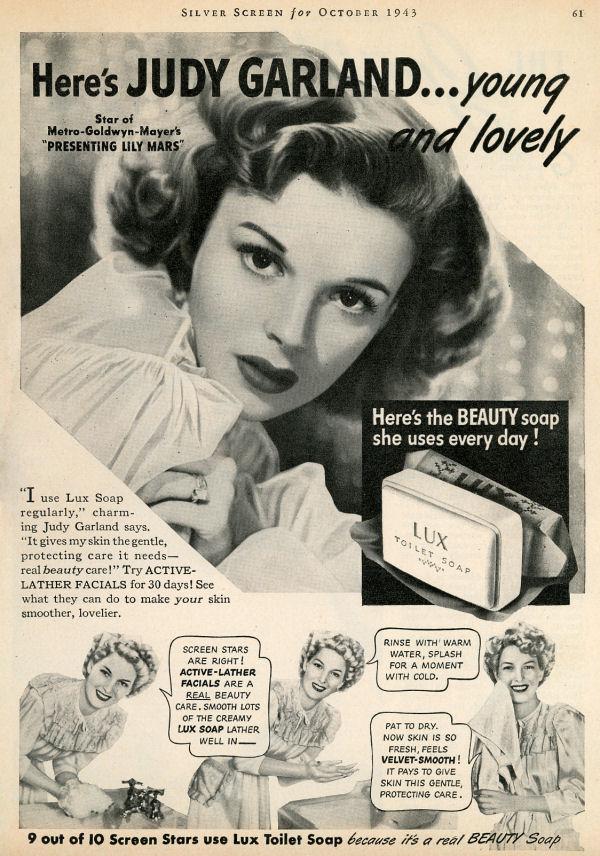 SILVER SCREEN for OCTOBER 1943
61
Here's JUDY GARLAND...young
and lovely
Star of
Metro-Goldwyn-Mayer's
"PRESENTING LILY MARS"
Here's the BEAUTY soap
she uses every day!
LUX
LUX
TOILET SOAP
"I use Lux Soap
regularly," charm-
ing Judy Garland says.
"It gives my skin the gentle,
protecting care it needs—
real beauty care!" Try ACTIVE-
LATHER FACIALS for 30 days! See
what they can do to make your skin
smoother, lovelier.
SCREEN STARS
ARE RIGHT!
ACTIVE-LATHER
FACIALS ARE A
REAL BEAUTY
CARE. SMOOTH LOTS
OF THE CREAMY
LUX SOAP LATHER
WELL IN—
RINSE WITH WARM
WATER, SPLASH
FOR A MOMENT
WITH COLD.
PAT TO DRY.
NOW SKIN IS SO
FRESH, FEELS
VELVET-SMOOTH!
IT PAYS TO GIVE
SKIN THIS GENTLE,
PROTECTING CARE.
9 out of 10 Screen Stars use Lux Toilet Soap because it's a real BEAUTY Soap